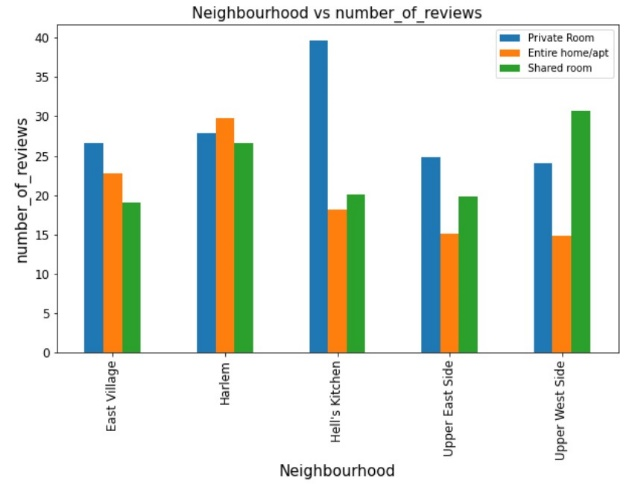 Neighbourhood vs number_of_reviews
Private Room
Entire home/apt
Shared room
number_of_reviews
40
35
30
25
20
15
10
5
0
East Village
Harlem
Hell's Kitchen
Upper East Side
Upper West Side
Neighbourhood